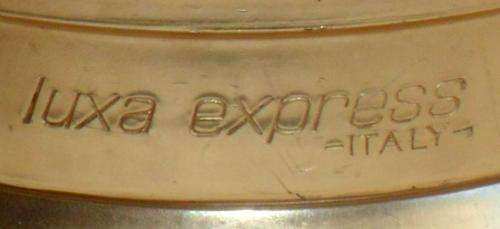 luxa express
=ITALY=